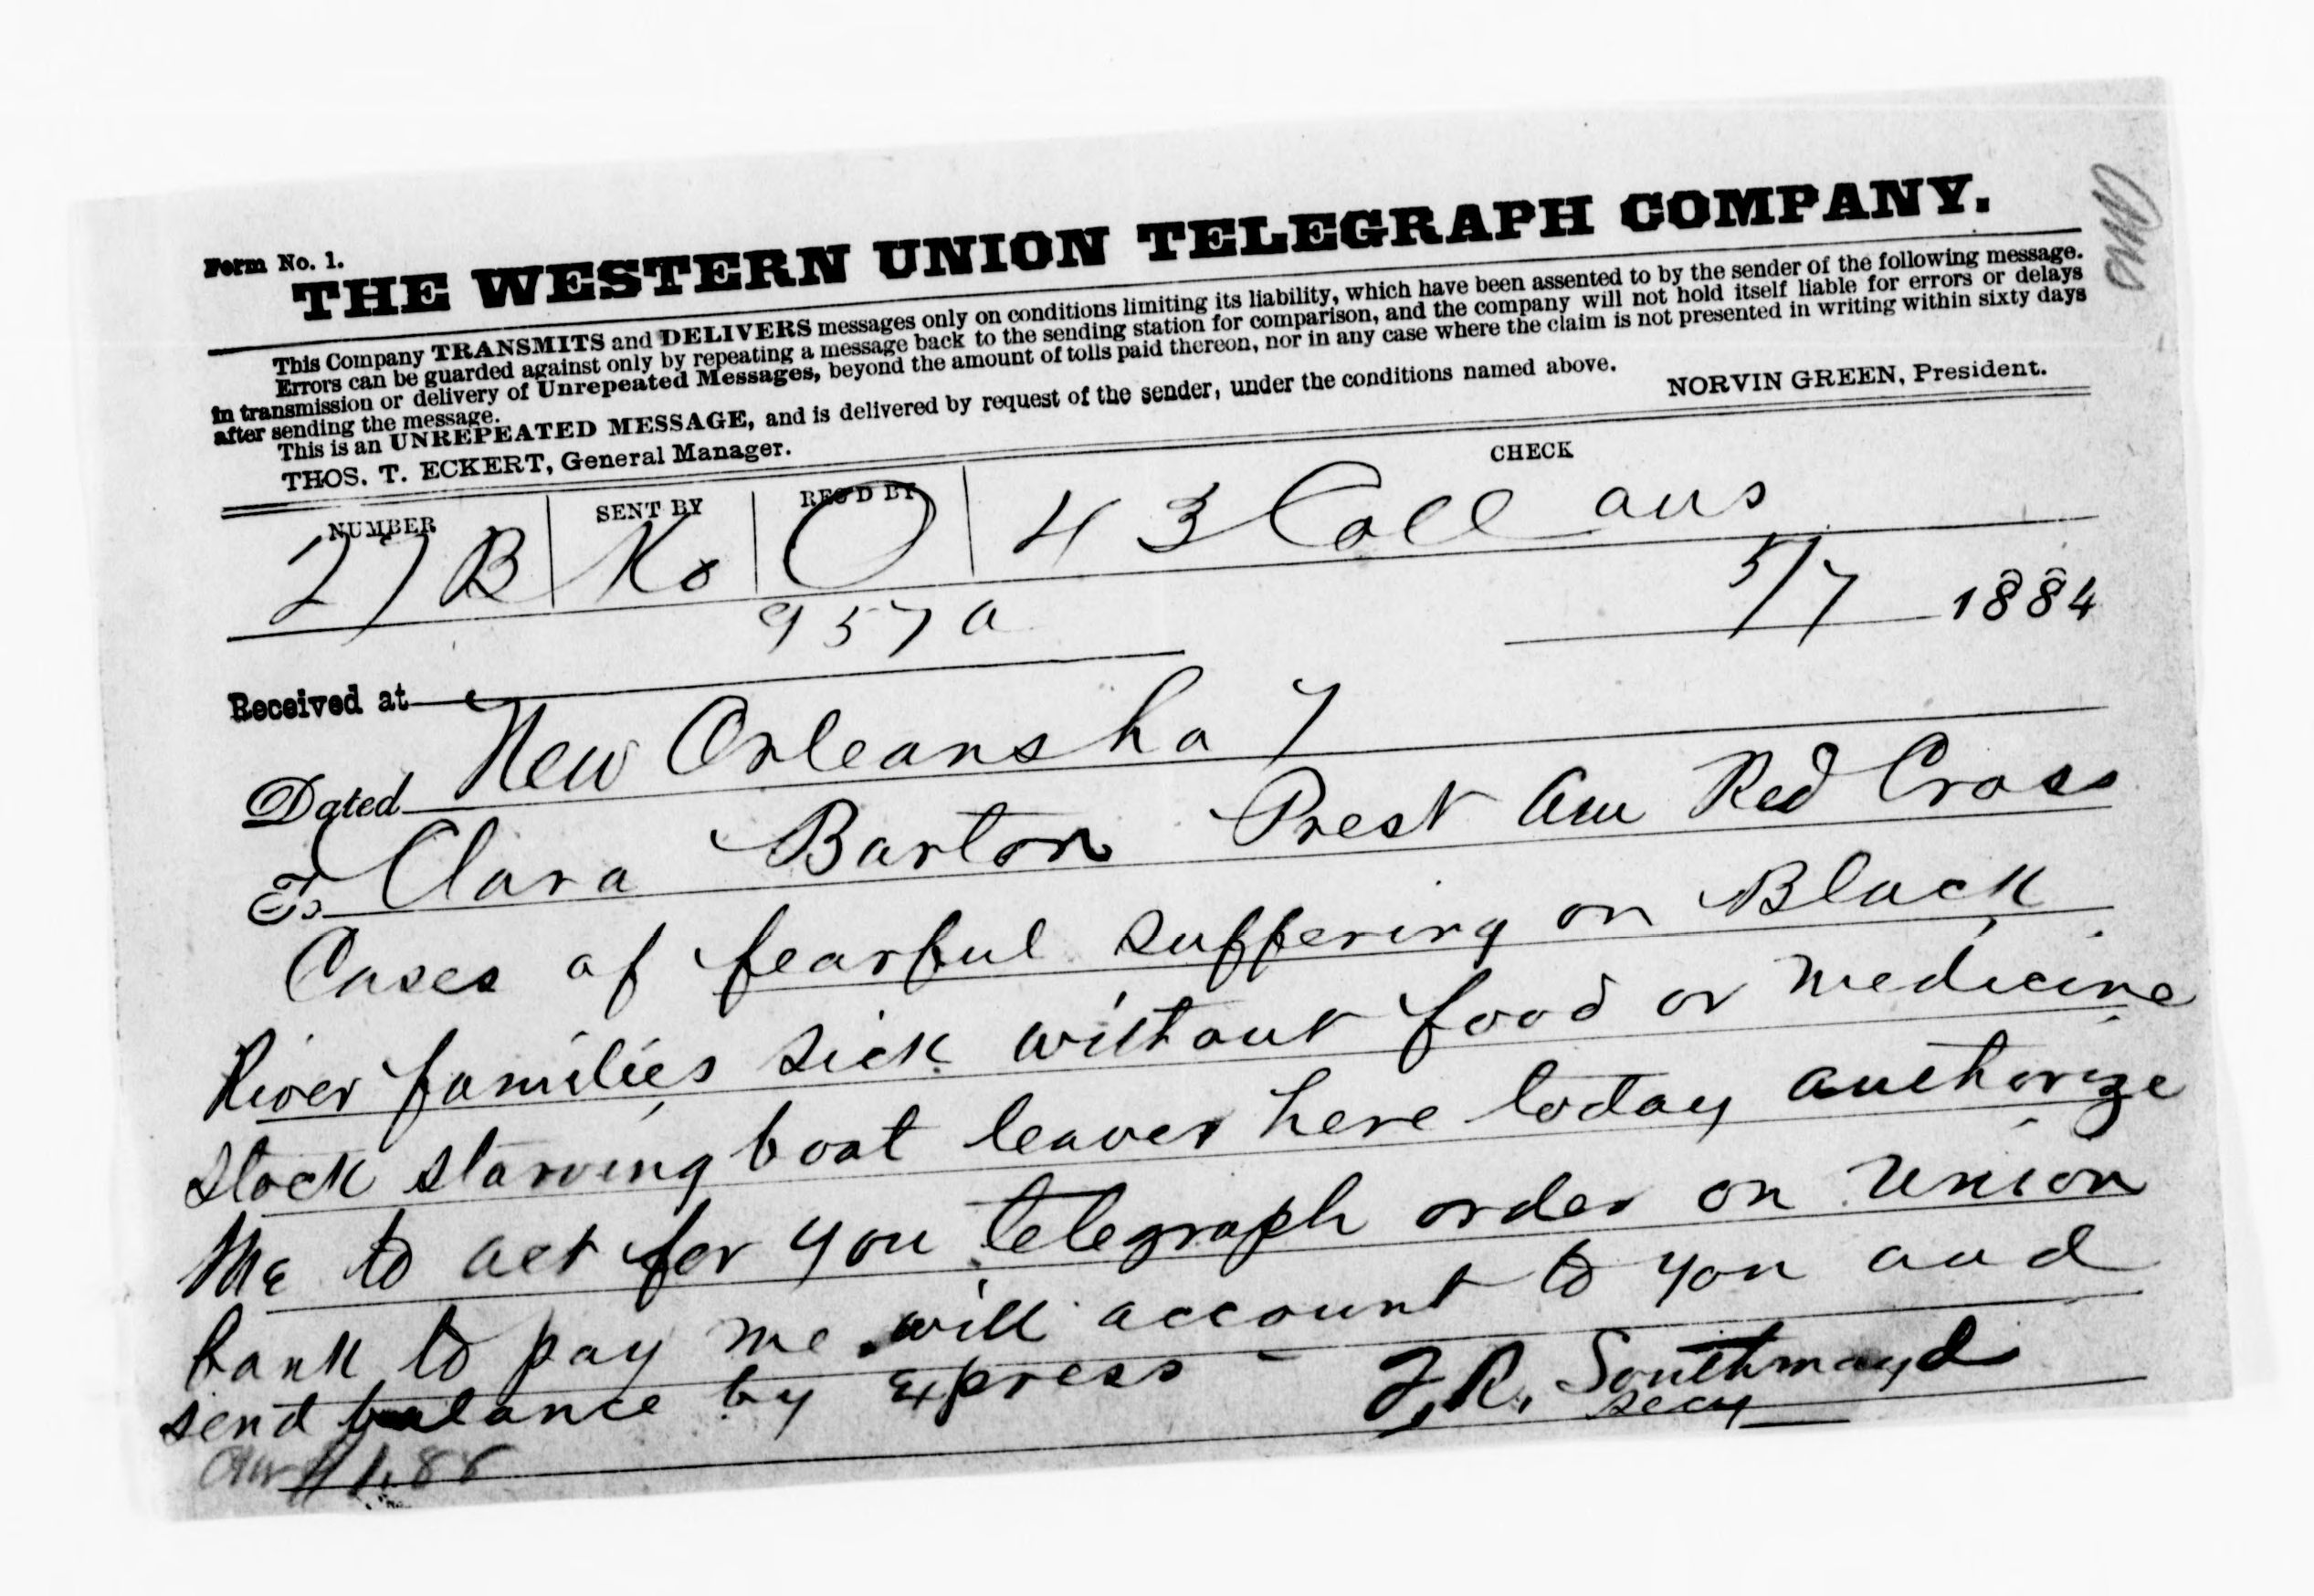 Form No. 1.
THE WESTERN UNION TELEGRAPH COMPANY.
This Company TRANSMITS and DELIVERS messages only on conditions limiting its liability, which have been assented to by the sender of the following message.
Errors can be guarded against only by repeating a message back to the sending station for comparison, and the company will not hold itself liable for errors or delays
in transmission or delivery of Unrepeated Messages, beyond the amount of tolls paid thereon, nor in any case where the claim is not presented in writing within sixty days
after sending the message.
This is an UNREPEATED MESSAGE, and is delivered by request of the sender, under the conditions named above.
THOS. T. ECKERT, General Manager.
NORVIN GREEN, President.
NUMBER SENT BY REC'D BY CHECK
27 B Ko O 43 Coll ans
957a
5/7 1884
Received at
Dated New Orleans La 7
To Clara Barton Prest Am Red Cross
Cases of fearful suffering on Black
River families sick without food or medicine
stock starving boat leaves here today authorize
Me to act for you telegraph order on Union
bank to pay me will account to you and
send balance by express - F. R. Southmayd
secy